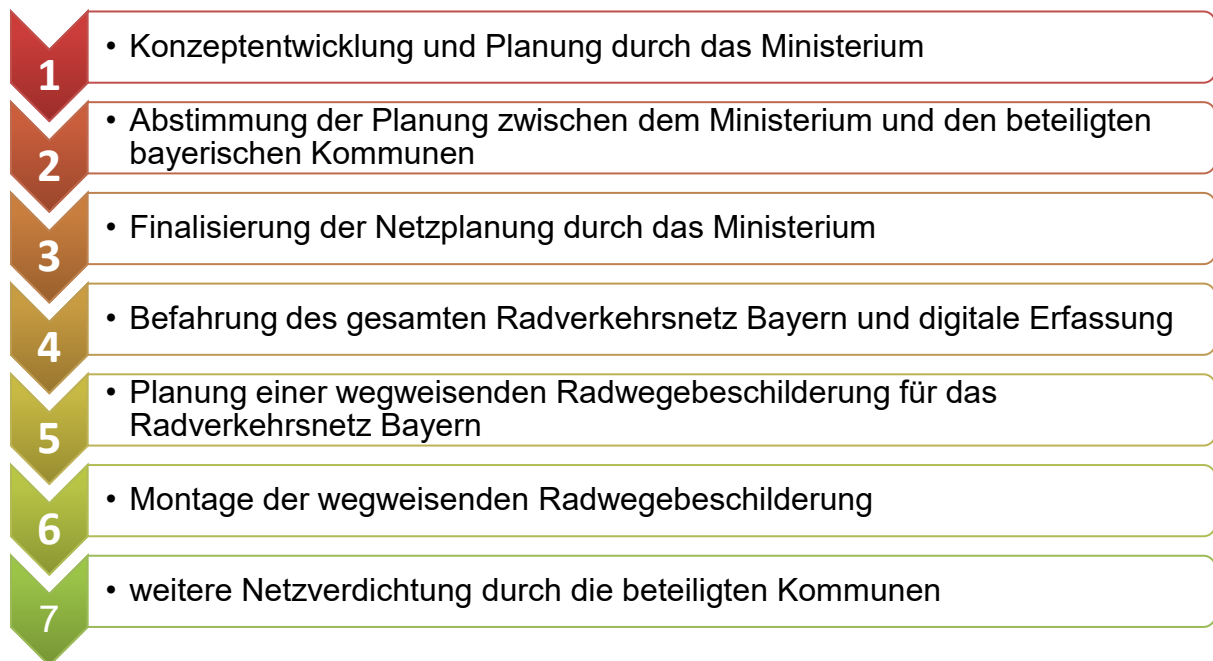 1
• Konzeptentwicklung und Planung durch das Ministerium
2
• Abstimmung der Planung zwischen dem Ministerium und den beteiligten
bayerischen Kommunen
3
• Finalisierung der Netzplanung durch das Ministerium
4
• Befahrung des gesamten Radverkehrsnetz Bayern und digitale Erfassung
5
• Planung einer wegweisenden Radwegebeschilderung für das
Radverkehrsnetz Bayern
6
• Montage der wegweisenden Radwegebeschilderung
7
• weitere Netzverdichtung durch die beteiligten Kommunen